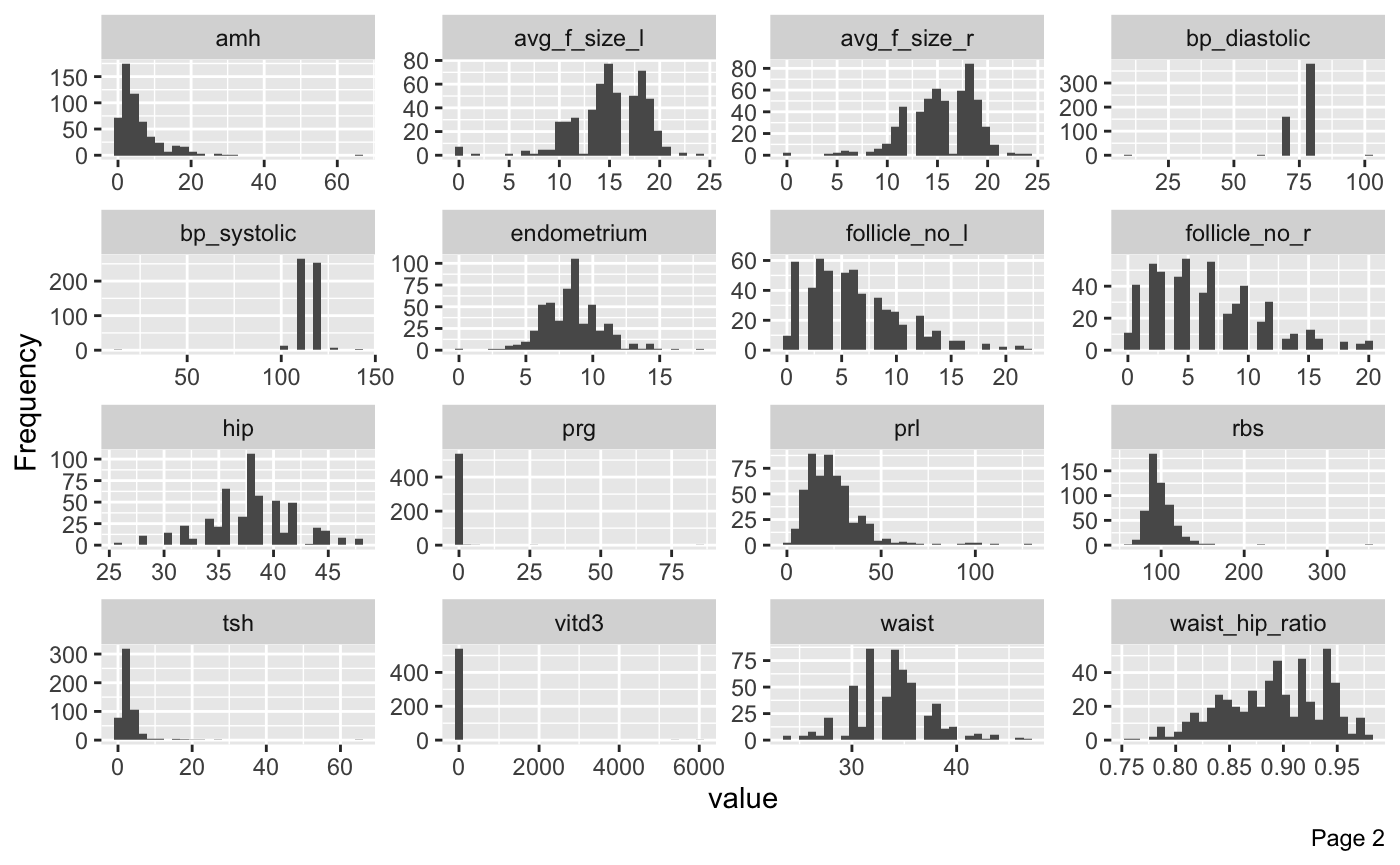 amh avg_f_size_l avg_f_size_r bp_diastolic
150 80 80 300
100 60 60 200
50 40 40 100
0 20 20 0
0 0
0 20 40 60 0 5 10 15 20 25 0 5 10 15 20 25 25 50 75 100
bp_systolic endometrium follicle_no_l follicle_no_r
200 100 60 40
100 75 40 20
0 50 20 0
25 0
0
50 100 150 0 5 10 15 0 5 10 15 20 0 5 10 15 20
Frequency
hip prg prl rbs
100 400 75 150
75 200 50 100
50 0 25 50
25 0 0
0
25 30 35 40 45 0 25 50 75 0 50 100 100 200 300
tsh vitd3 waist waist_hip_ratio
300 400 75 40
200 200 50 20
100 0 25 0
0 0
0 20 40 60 0 2000 4000 6000 30 40 0.75 0.80 0.85 0.90 0.95
value
Page 2